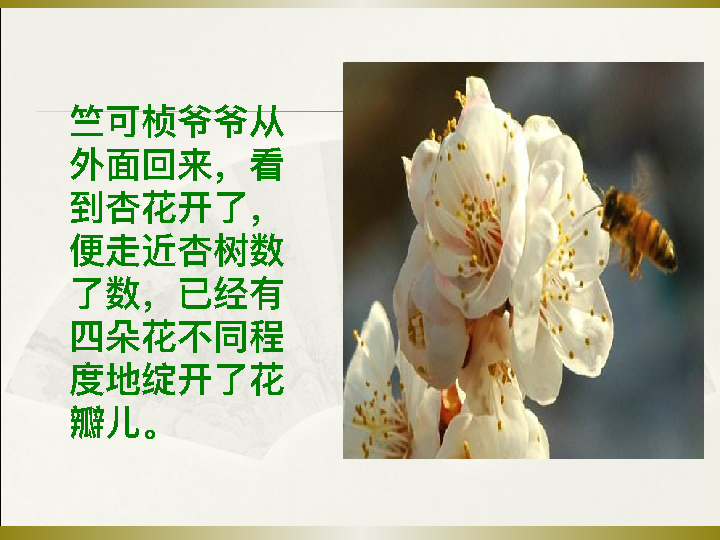 竺可桢爷爷从
外面回来，看
到杏花开了，
便走近杏树数
了数，已经有
四朵花不同程
度地绽开了花
瓣儿。